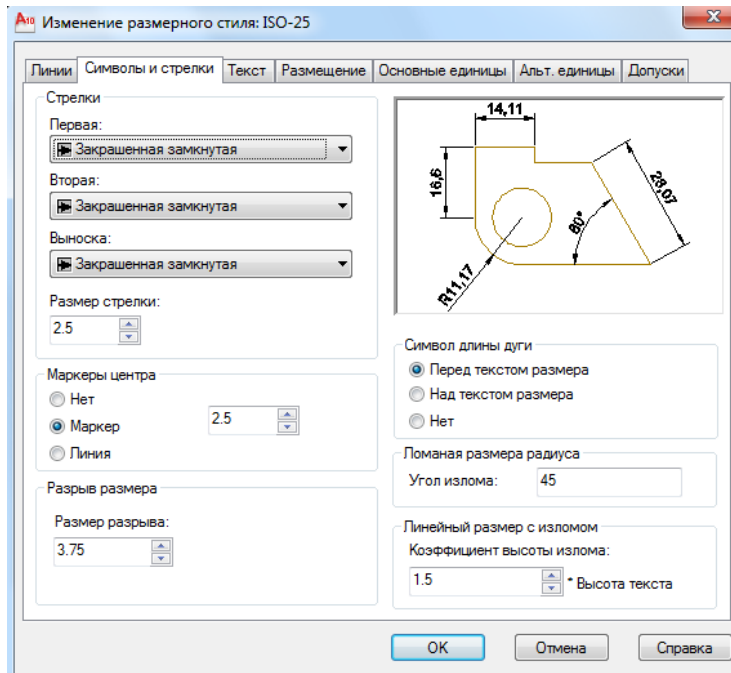 A10 Изменение размерного стиля: ISO-25
Линии Символы и стрелки Текст Размещение Основные единицы Альт. единицы Допуски
Стрелки
Первая:
Закрашенная замкнутая
Вторая:
Закрашенная замкнутая
Выноска:
Закрашенная замкнутая
Размер стрелки:
2.5
Маркеры центра
Нет
Маркер
2.5
Линия
Разрыв размера
Размер разрыва:
3.75
14,11
16,6
28,07
80°
R11,17
Символ длины дуги
Перед текстом размера
Над текстом размера
Нет
Ломаная размера радиуса
Угол излома: 45
Линейный размер с изломом
Коэффициент высоты излома:
1.5 * Высота текста
OK Отмена Справка